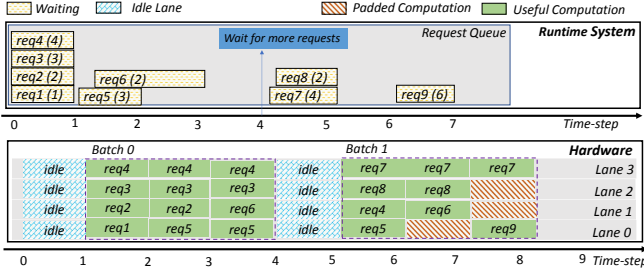 Waiting Idle Lane Padded Computation Useful Computation
Request Queue Runtime System
Wait for more requests
req4 (4)
req3 (3)
req2 (2) req6 (2) req8 (2)
req1 (1) req5 (3) req7 (4) req9 (6)
0 1 2 3 4 5 6 7 Time-step
Batch 0 Batch 1 Hardware
idle req4 req4 req4 idle req7 req7 req7 Lane 3
idle req3 req3 req3 idle req8 req8 Lane 2
idle req2 req2 req6 idle req4 req6 Lane 1
idle req1 req5 req5 idle req5 req9 Lane 0
0 1 2 3 4 5 6 7 8 9 Time-step